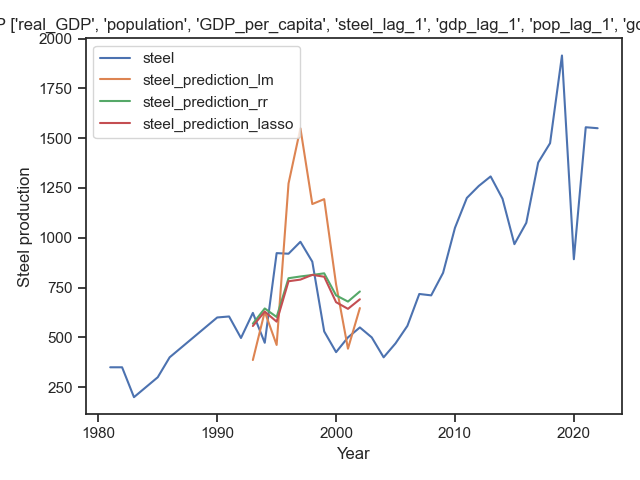 P ['real_GDP', 'population', 'GDP_per_capita', 'steel_lag_1', 'gdp_lag_1', 'pop_lag_1', 'gd
2000
1750
1500
1250
1000
750
500
250
Steel production
steel
steel_prediction_lm
steel_prediction_rr
steel_prediction_lasso
1980
1990
2000
2010
2020
Year